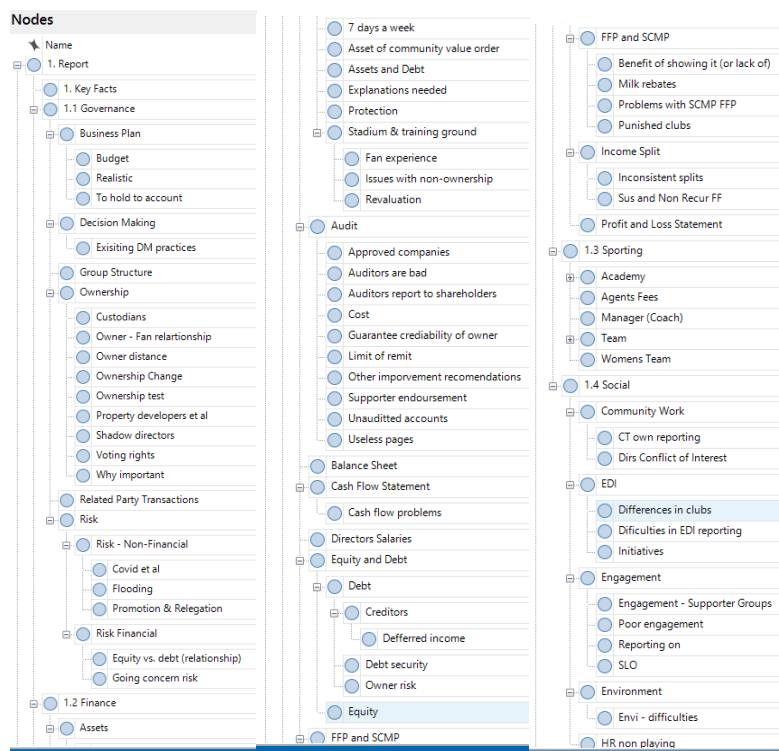 Nodes
Name
1. Report
1. Key Facts
1.1 Governance
Business Plan
Budget
Realistic
To hold to account
Decision Making
Exisiting DM practices
Group Structure
Ownership
Custodians
Owner - Fan relartionship
Owner distance
Ownership Change
Ownership test
Property developers et al
Shadow directors
Voting rights
Why important
Related Party Transactions
Risk
Risk - Non-Financial
Covid et al
Flooding
Promotion & Relegation
Risk Financial
Equity vs. debt (relationship)
Going concern risk
1.2 Finance
Assets
7 days a week
Asset of community value order
Assets and Debt
Explanations needed
Protection
Stadium & training ground
Fan experience
Issues with non-ownership
Revaluation
Audit
Approved companies
Auditors are bad
Auditors report to shareholders
Cost
Guarantee crediability of owner
Limit of remit
Other imporvement recomendations
Supporter endoursement
Unauditted accounts
Useless pages
Balance Sheet
Cash Flow Statement
Cash flow problems
Directors Salaries
Equity and Debt
Debt
Creditors
Defferred income
Debt security
Owner risk
Equity
FFP and SCMP
FFP and SCMP
Benefit of showing it (or lack of)
Milk rebates
Problems with SCMP FFP
Punished clubs
Income Split
Inconsistent splits
Sus and Non Recur FF
Profit and Loss Statement
1.3 Sporting
Academy
Agents Fees
Manager (Coach)
Team
Womens Team
1.4 Social
Community Work
CT own reporting
Dirs Conflict of Interest
EDI
Differences in clubs
Dificulties in EDI reporting
Initiatives
Engagement
Engagement - Supporter Groups
Poor engagement
Reporting on
SLO
Environment
Envi - difficulties
HR non playing